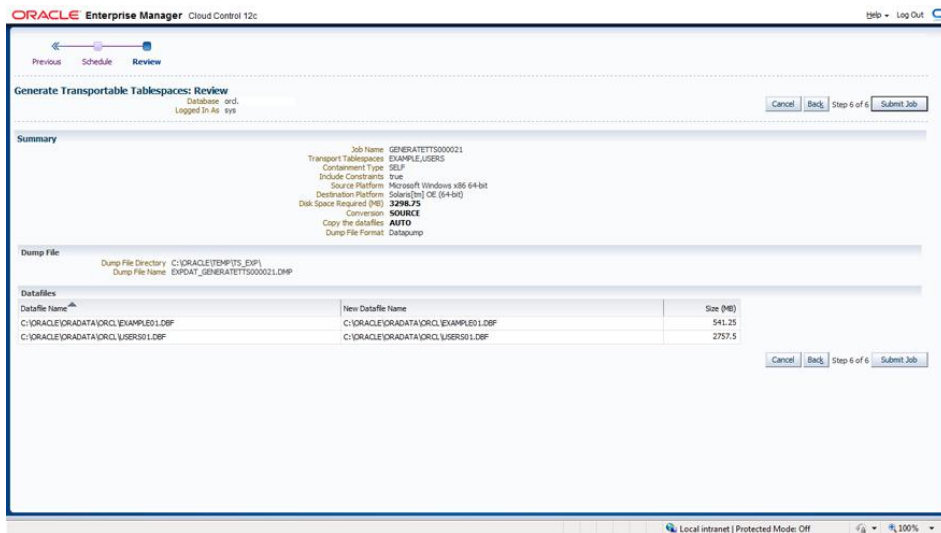 ORACLE Enterprise Manager Cloud Control 12c
Help Log Out
Previous Schedule Review
Generate Transportable Tablespaces: Review
Database ord.
Logged In As sys
Cancel Back Step 6 of 6 Submit Job
Summary
Job Name GENERATETTS000021
Transport Tablespaces EXAMPLE,USERS
Containment Type SELF
Include Constraints true
Source Platform Microsoft Windows x86 64-bit
Destination Platform Solaris[tm] OE (64-bit)
Disk Space Required (MB) 3298.75
Conversion SOURCE
Copy the datafiles AUTO
Dump File Format Datapump
Dump File
Dump File Directory C:\ORACLE\TEMP\TS_EXP\
Dump File Name EXPDAT_GENERATETTS000021.DMP
Datafiles
Datafile Name New Datafile Name Size (MB)
C:\ORACLE\ORADATA\ORCL\EXAMPLE01.DBF C:\ORACLE\ORADATA\ORCL\EXAMPLE01.DBF 541.25
C:\ORACLE\ORADATA\ORCL\USERS01.DBF C:\ORACLE\ORADATA\ORCL\USERS01.DBF 2757.5
Cancel Back Step 6 of 6 Submit Job
Local intranet | Protected Mode: Off 100%